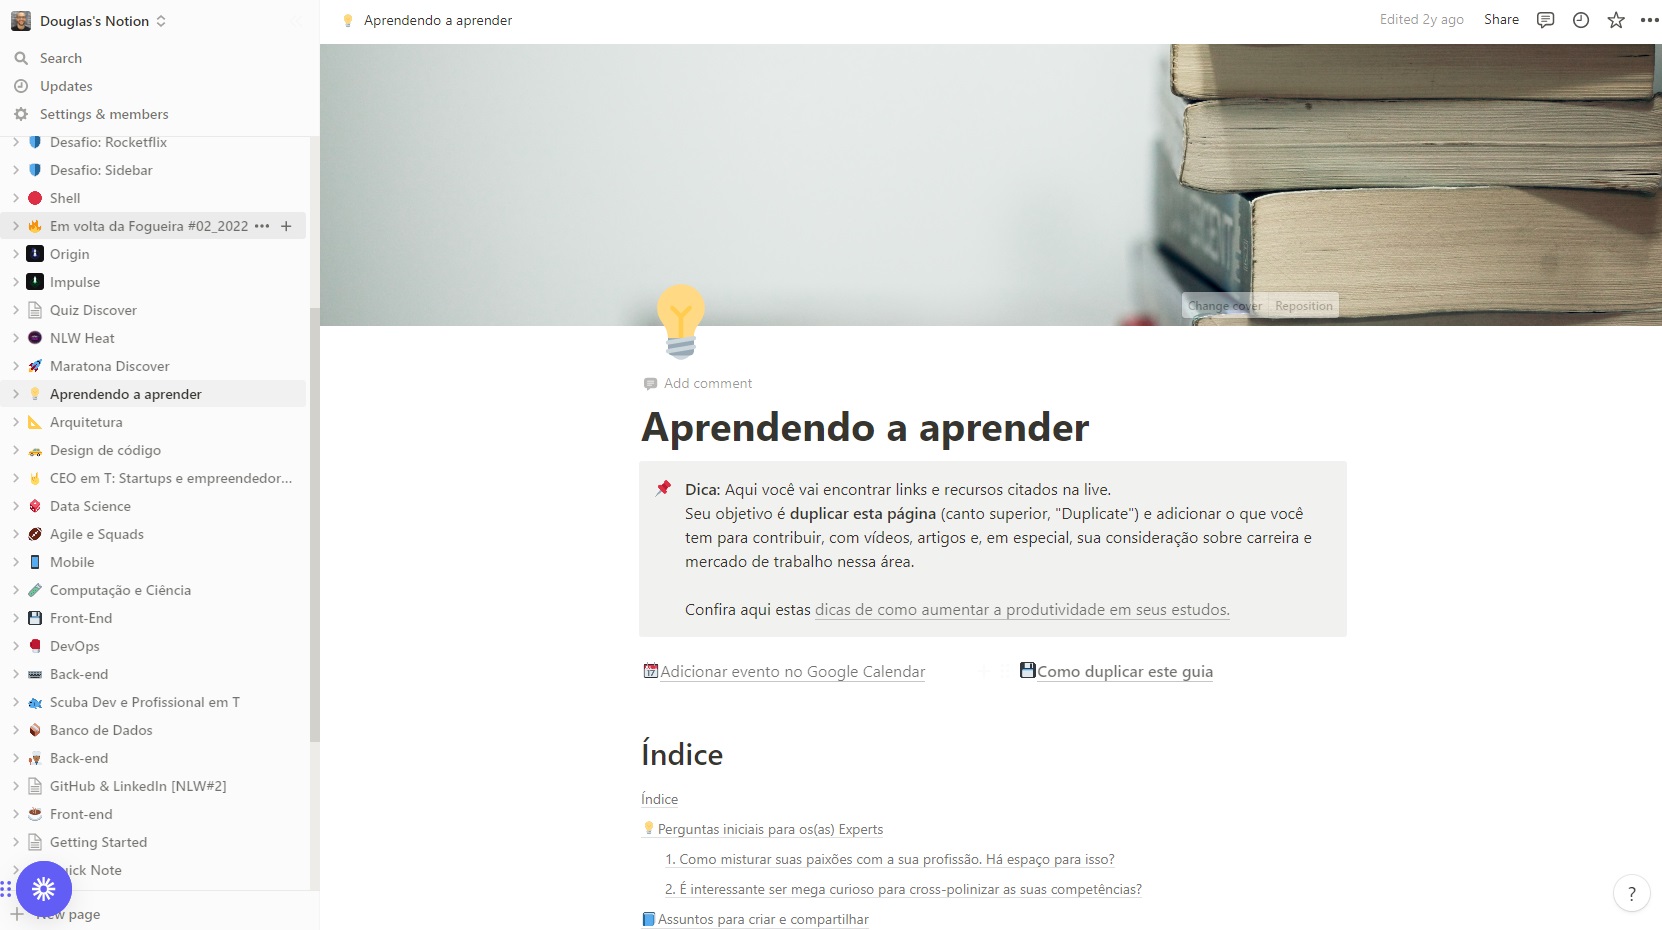 Douglas's Notion
Search
Updates
Settings & members
Desafio: Rocketflix
Desafio: Sidebar
Shell
Em volta da Fogueira #02_2022
Origin
Impulse
Quiz Discover
NLW Heat
Maratona Discover
Aprendendo a aprender
Arquitetura
Design de código
CEO em T: Startups e empreendedor...
Data Science
Agile e Squads
Mobile
Computação e Ciência
Front-End
DevOps
Back-end
Scuba Dev e Profissional em T
Banco de Dados
Back-end
GitHub & LinkedIn [NLW#2]
Front-end
Getting Started
Note
page
Aprendendo a aprender
Edited 2y ago
Share
Change cover
Reposition
Add comment
Aprendendo a aprender
Dica: Aqui você vai encontrar links e recursos citados na live.
Seu objetivo é duplicar esta página (canto superior, "Duplicate") e adicionar o que você
tem para contribuir, com vídeos, artigos e, em especial, sua consideração sobre carreira e
mercado de trabalho nessa área.
Confira aqui estas dicas de como aumentar a produtividade em seus estudos.
17
Adicionar evento no Google Calendar
Como duplicar este guia
Índice
Índice
Perguntas iniciais para os(as) Experts
1. Como misturar suas paixões com a sua profissão. Há espaço para isso?
2. É interessante ser mega curioso para cross-polinizar as suas competências?
Assuntos para criar e compartilhar
?